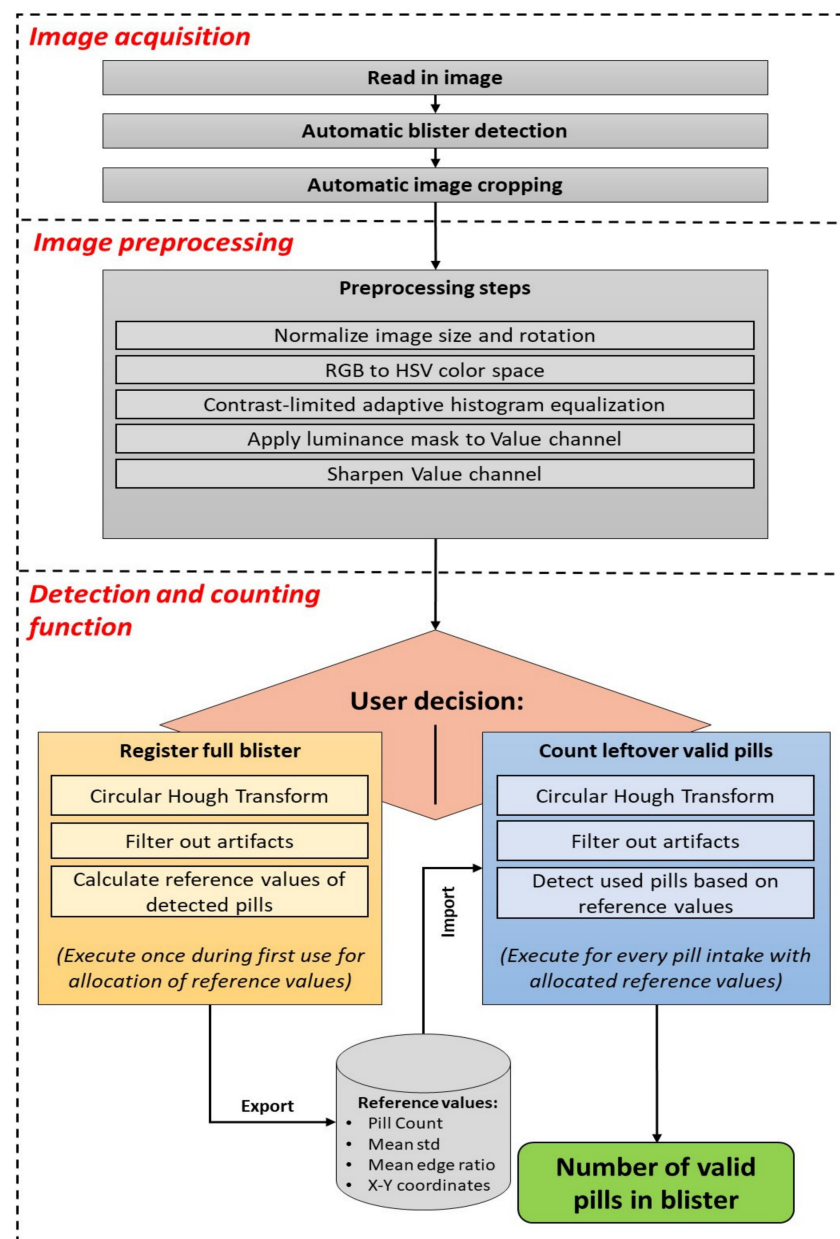 Image acquisition
Read in image
Automatic blister detection
Automatic image cropping
Image preprocessing
Preprocessing steps
Normalize image size and rotation
RGB to HSV color space
Contrast-limited adaptive histogram equalization
Apply luminance mask to Value channel
Sharpen Value channel
Detection and counting
function
User decision:
Register full blister
Circular Hough Transform
Filter out artifacts
Calculate reference values of
detected pills
(Execute once during first use for
allocation of reference values)
Count leftover valid pills
Circular Hough Transform
Filter out artifacts
Detect used pills based on
reference values
(Execute for every pill intake with
allocated reference values)
Import
Export
Reference values:
• Pill Count
• Mean std
• Mean edge ratio
• X-Y coordinates
Number of valid
pills in blister